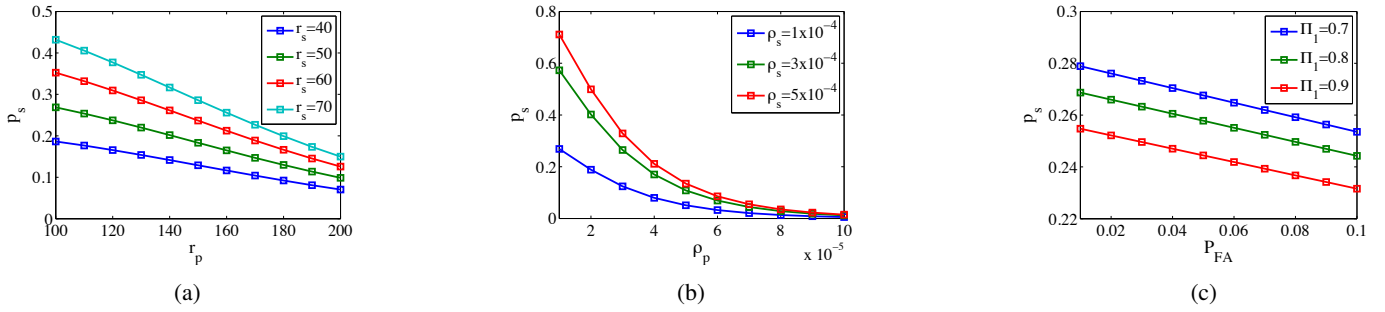 0.5
0.4
0.3
0.2
0.1
0
p_s
100 120 140 160 180 200
r_p
r_s=40
r_s=50
r_s=60
r_s=70
(a)
0.8
0.6
0.4
0.2
0
p_s
2 4 6 8 10
x 10^-5
ρ_p
ρ_s=1x10^-4
ρ_s=3x10^-4
ρ_s=5x10^-4
(b)
0.3
0.28
0.26
0.24
0.22
p_s
0.02 0.04 0.06 0.08 0.1
P_FA
Π_1=0.7
Π_1=0.8
Π_1=0.9
(c)